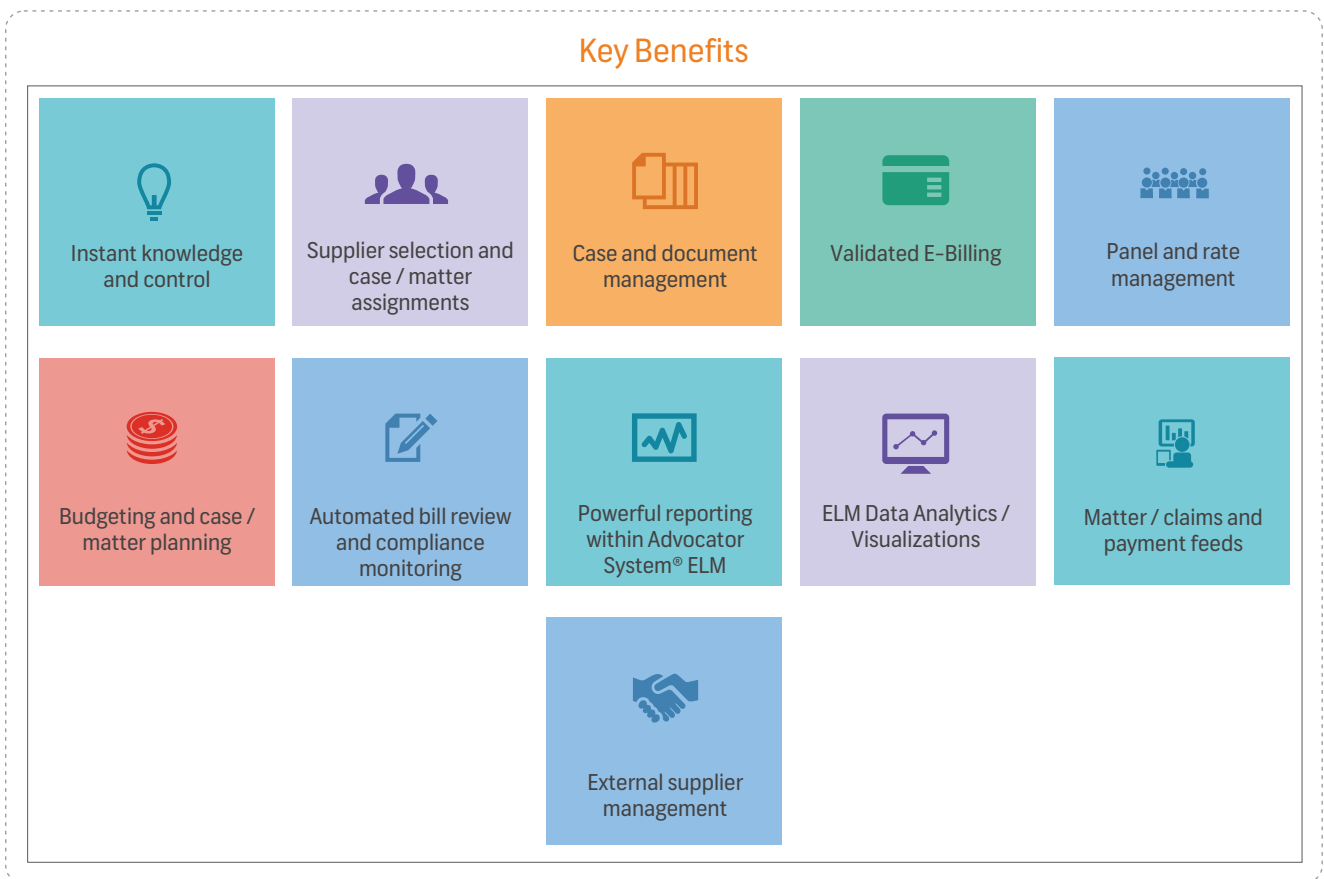 Key Benefits
Instant knowledge
and control
Supplier selection and
case / matter
assignments
Case and document
management
Validated E-Billing
Panel and rate
management
Budgeting and case /
matter planning
Automated bill review
and compliance
monitoring
Powerful reporting
within Advocator
System® ELM
ELM Data Analytics /
Visualizations
Matter / claims and
payment feeds
External supplier
management